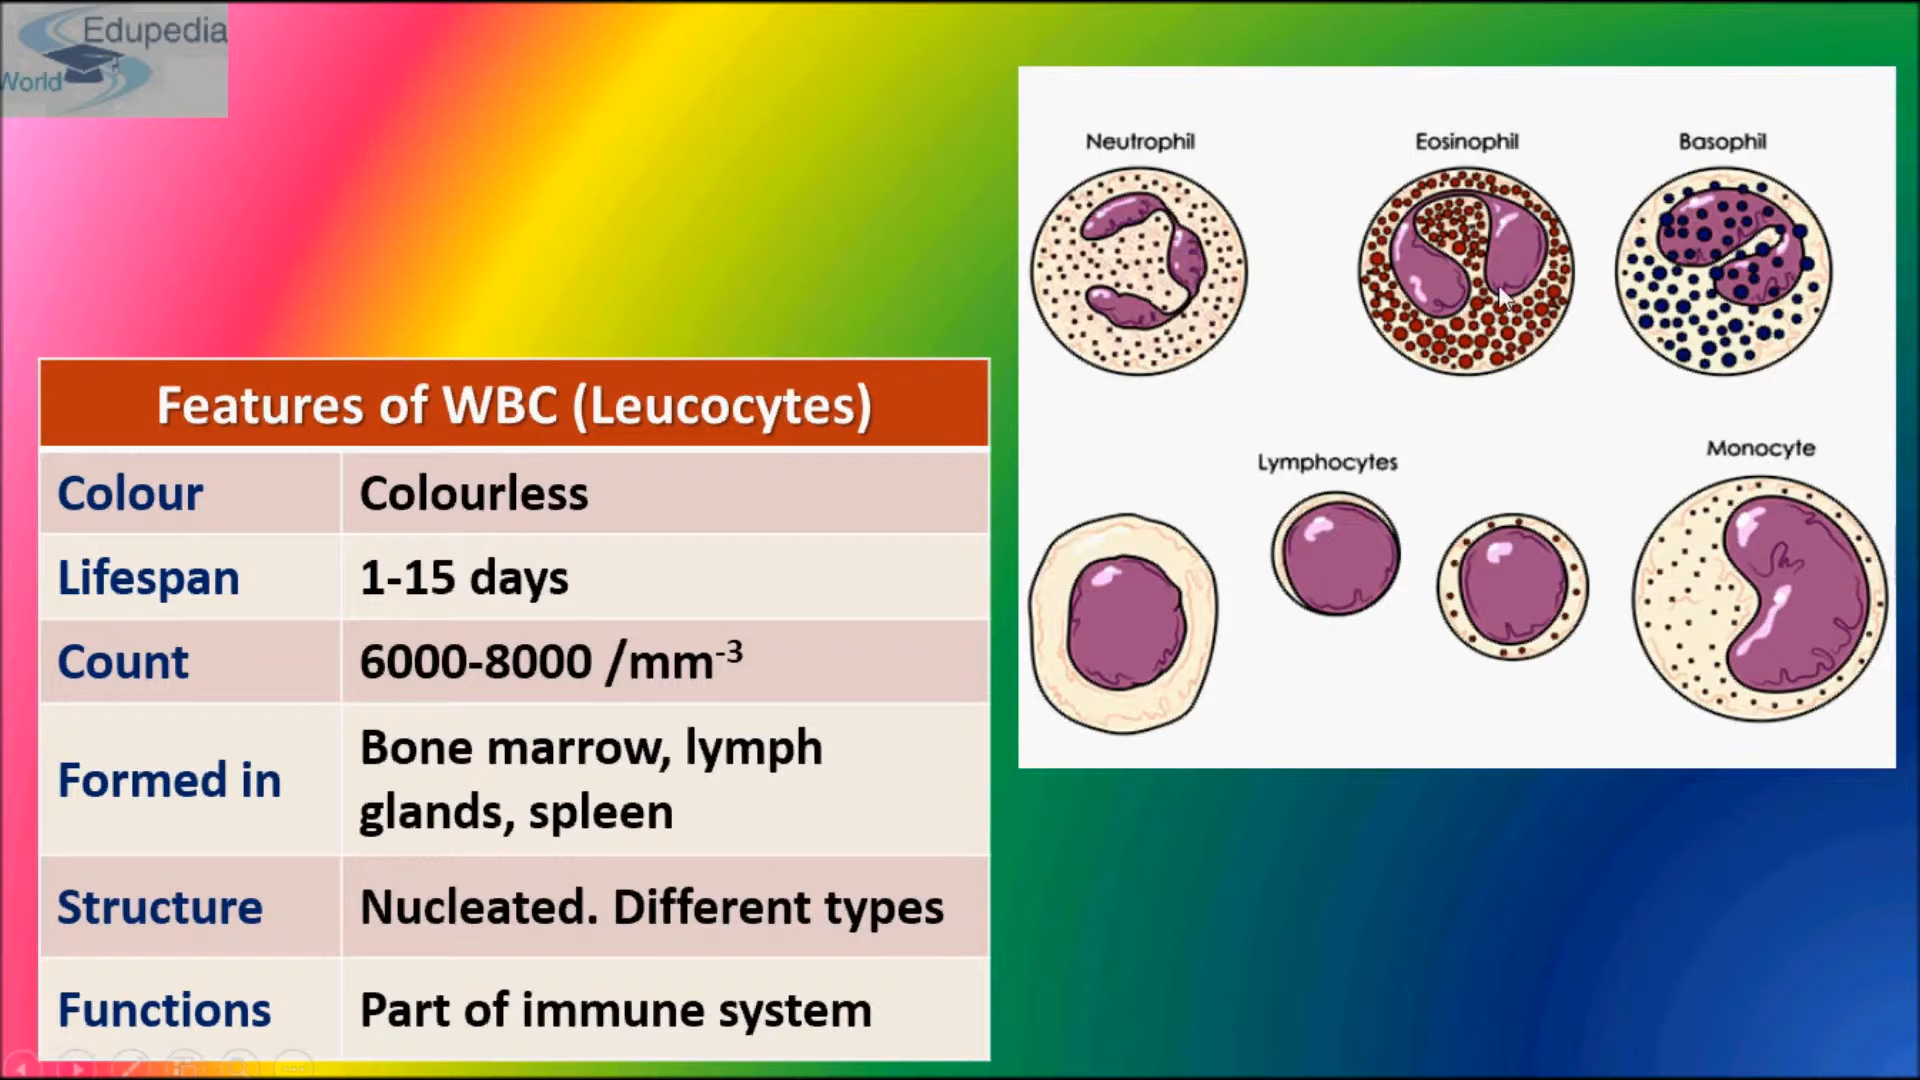 Edupedia
World
Neutrophil
Eosinophil
Basophil
Lymphocytes
Monocyte
Features of WBC (Leucocytes)
Colour
Colourless
Lifespan
1-15 days
Count
6000-8000 /mm⁻³
Formed in
Bone marrow, lymph
glands, spleen
Structure
Nucleated. Different types
Functions
Part of immune system